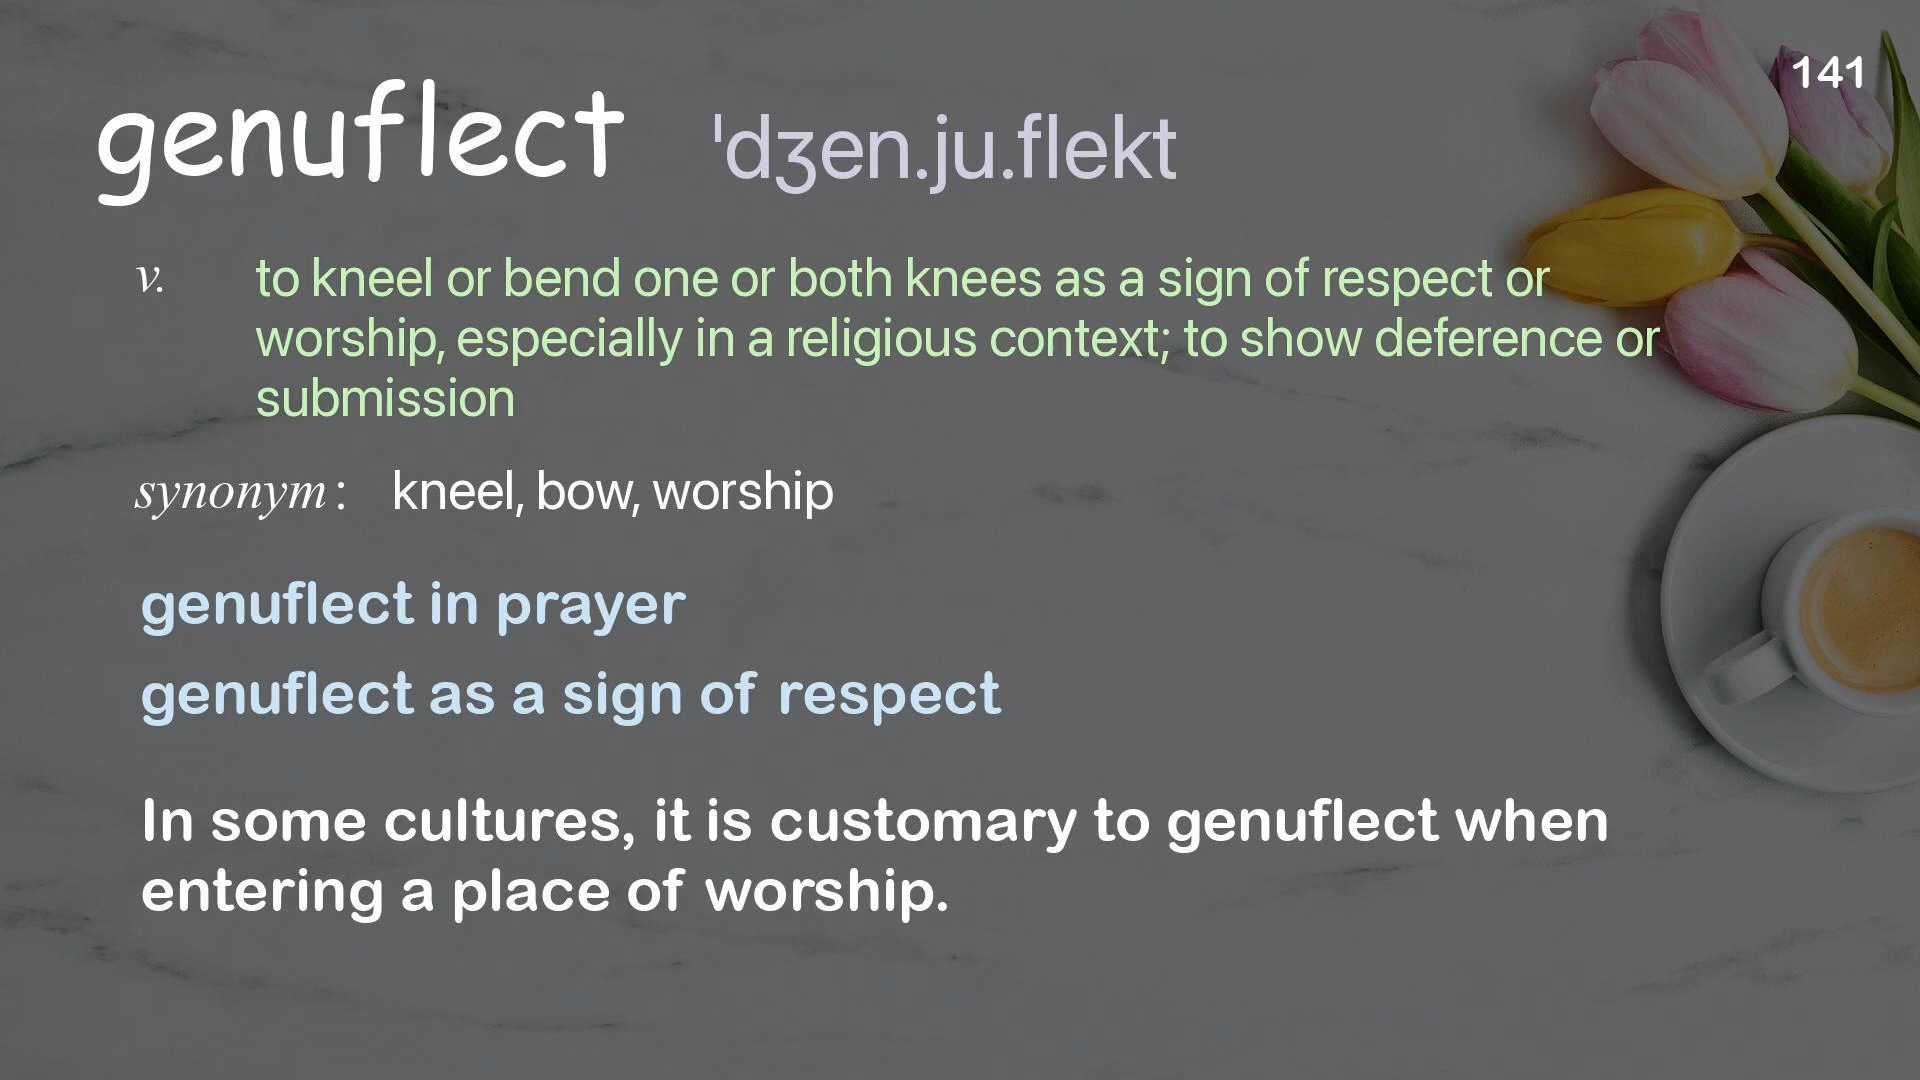 141
genuflect ˈdʒen.ju.flekt
v. to kneel or bend one or both knees as a sign of respect or
worship, especially in a religious context; to show deference or
submission
synonym: kneel, bow, worship
genuflect in prayer
genuflect as a sign of respect
In some cultures, it is customary to genuflect when
entering a place of worship.